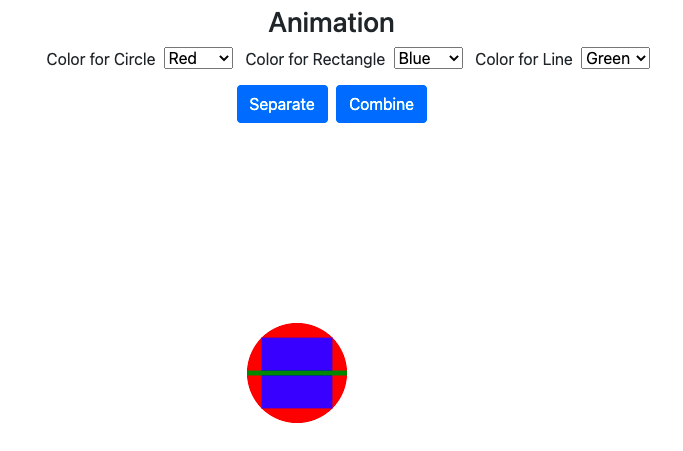 Animation
Color for Circle Red Color for Rectangle Blue Color for Line Green
Separate Combine